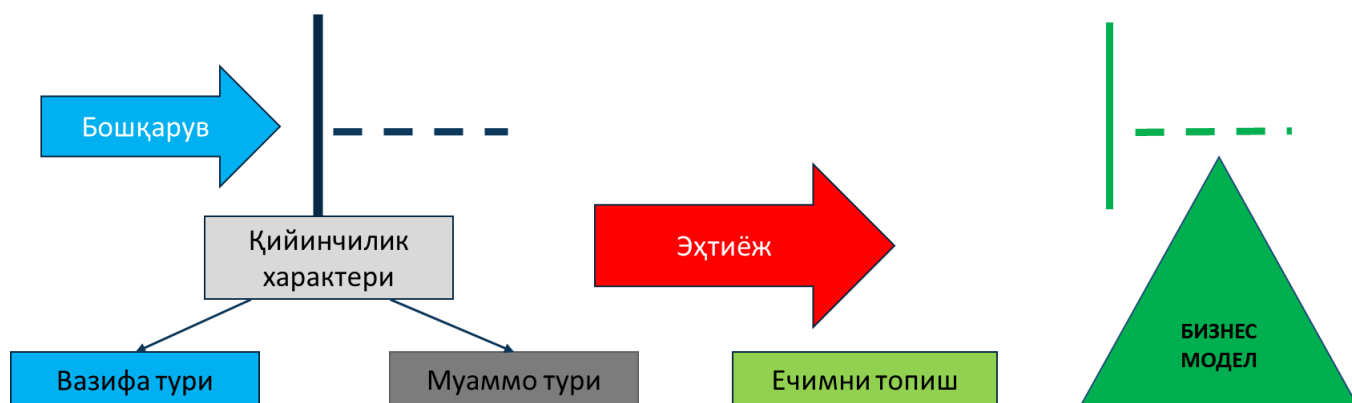 Бошқарув
Қийинчилик
характери
Эҳтиёж
Вазифа тури
Муаммо тури
Ечимни топиш
БИЗНЕС
МОДЕЛ